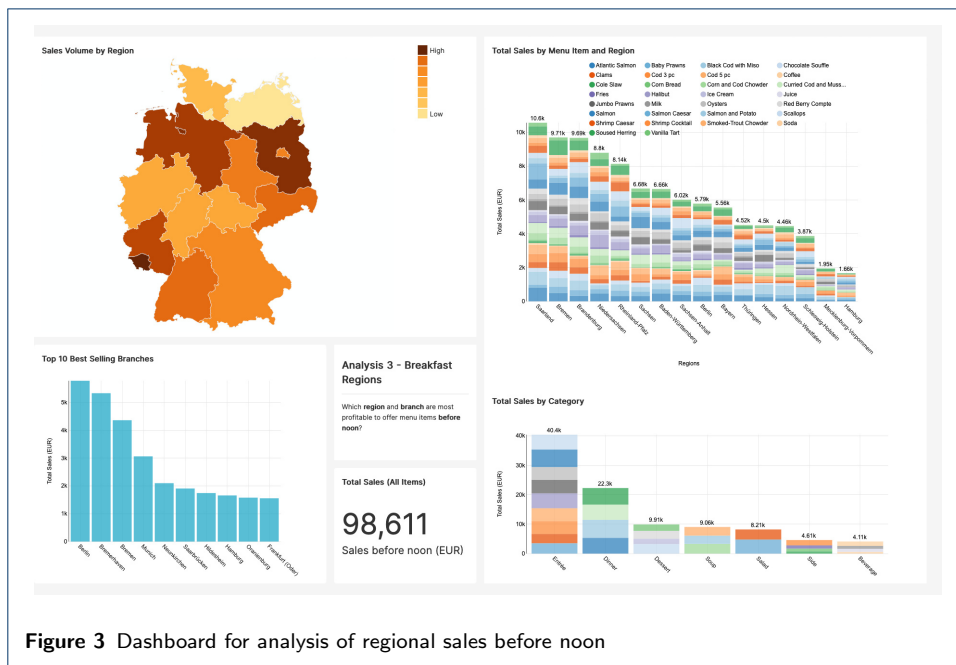 Sales Volume by Region
High
Low
Total Sales by Menu Item and Region
Atlantic Salmon Baby Prawns Black Cod with Miso Chocolate Souffle
Clams Cod 3 pc Cod 5 pc Coffee
Cole Slaw Corn Bread Corn and Cod Chowder Curried Cod and Muss...
Fries Halibut Ice Cream Juice
Jumbo Prawns Milk Oysters Red Berry Compte
Salmon Salmon Caesar Salmon and Potato Scallops
Shrimp Caesar Shrimp Cocktail Smoked-Trout Chowder Soda
Soused Herring Vanilla Tart
Total Sales (EUR)
10k
8k
6k
4k
2k
0
10.6k
9.71k
9.69k
8.8k
8.14k
6.68k
6.66k
6.02k
5.79k
5.56k
4.52k
4.5k
4.46k
3.87k
1.95k
1.66k
Saarland
Bremen
Brandenburg
Niedersachsen
Rheinland-Pfalz
Sachsen
Baden-Württemberg
Sachsen-Anhalt
Berlin
Bayern
Thüringen
Hessen
Nordrhein-Westfalen
Schleswig-Holstein
Mecklenburg-Vorpommern
Hamburg
Regions
Top 10 Best Selling Branches
Total Sales (EUR)
5k
4k
3k
2k
1k
0
Berlin
Bremerhaven
Bremen
Munich
Neunkirchen
Saarbrücken
Hildesheim
Hamburg
Oranienburg
Frankfurt (Oder)
Analysis 3 - Breakfast
Regions
Which region and branch are most
profitable to offer menu items before
noon?
Total Sales (All Items)
98,611
Sales before noon (EUR)
Total Sales by Category
Total Sales (EUR)
40k
30k
20k
10k
0
40.4k
22.3k
9.91k
9.06k
8.21k
4.61k
4.11k
Entrée
Dinner
Dessert
Soup
Salad
Side
Beverage
Figure 3 Dashboard for analysis of regional sales before noon